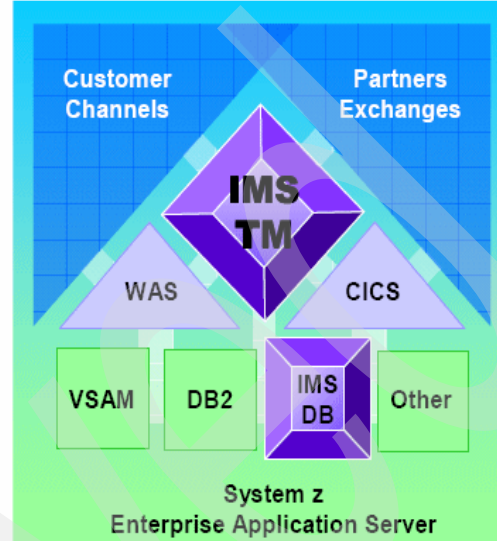 Customer
Channels
Partners
Exchanges
IMS
TM
WAS
CICS
VSAM
DB2
IMS
DB
Other
System z
Enterprise Application Server